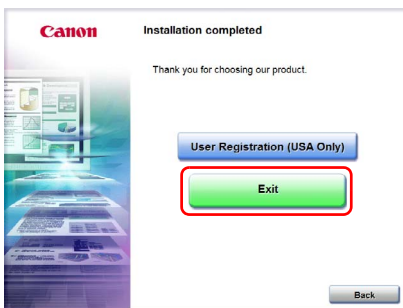 Canon
Installation completed
Thank you for choosing our product.
User Registration (USA Only)
Exit
Back